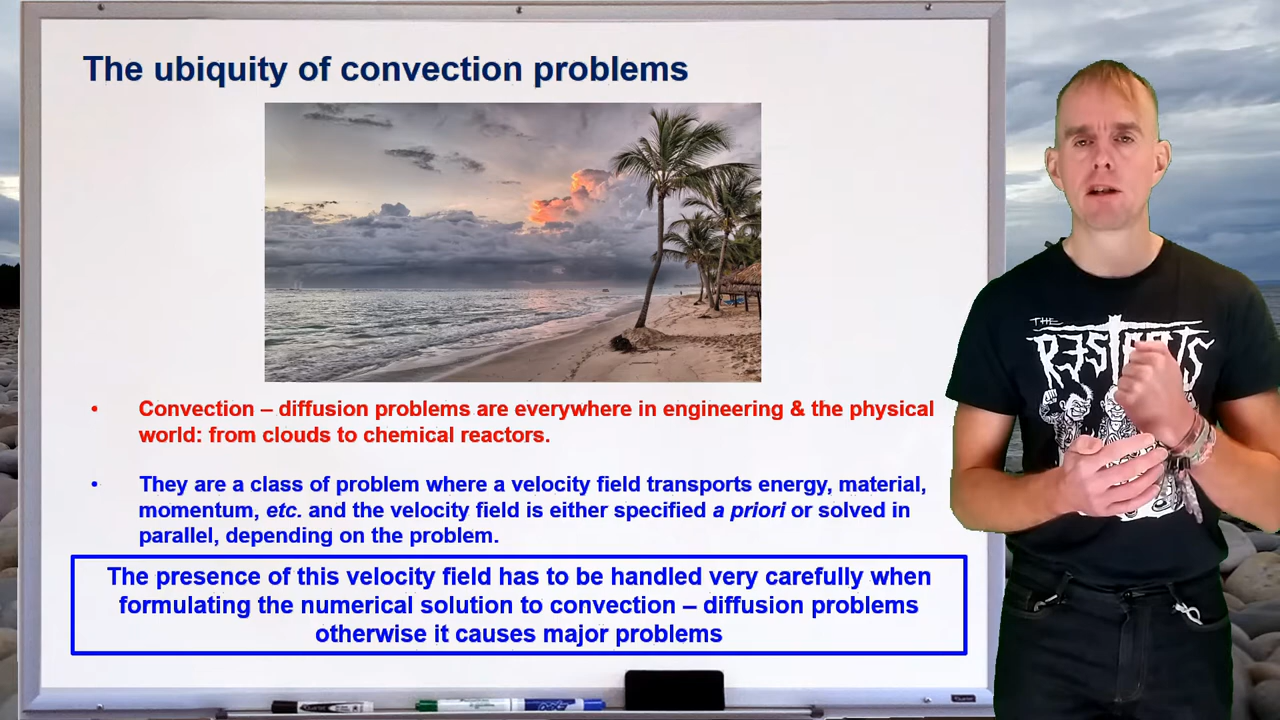 The ubiquity of convection problems
• Convection – diffusion problems are everywhere in engineering & the physical
world: from clouds to chemical reactors.
• They are a class of problem where a velocity field transports energy, material,
momentum, etc. and the velocity field is either specified a priori or solved in
parallel, depending on the problem.
The presence of this velocity field has to be handled very carefully when
formulating the numerical solution to convection – diffusion problems
otherwise it causes major problems
THE